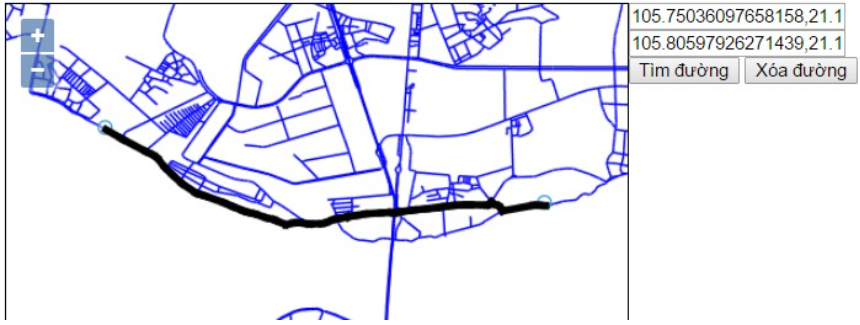 +
−
105.75036097658158,21.1
105.80597926271439,21.1
Tìm đường Xóa đường